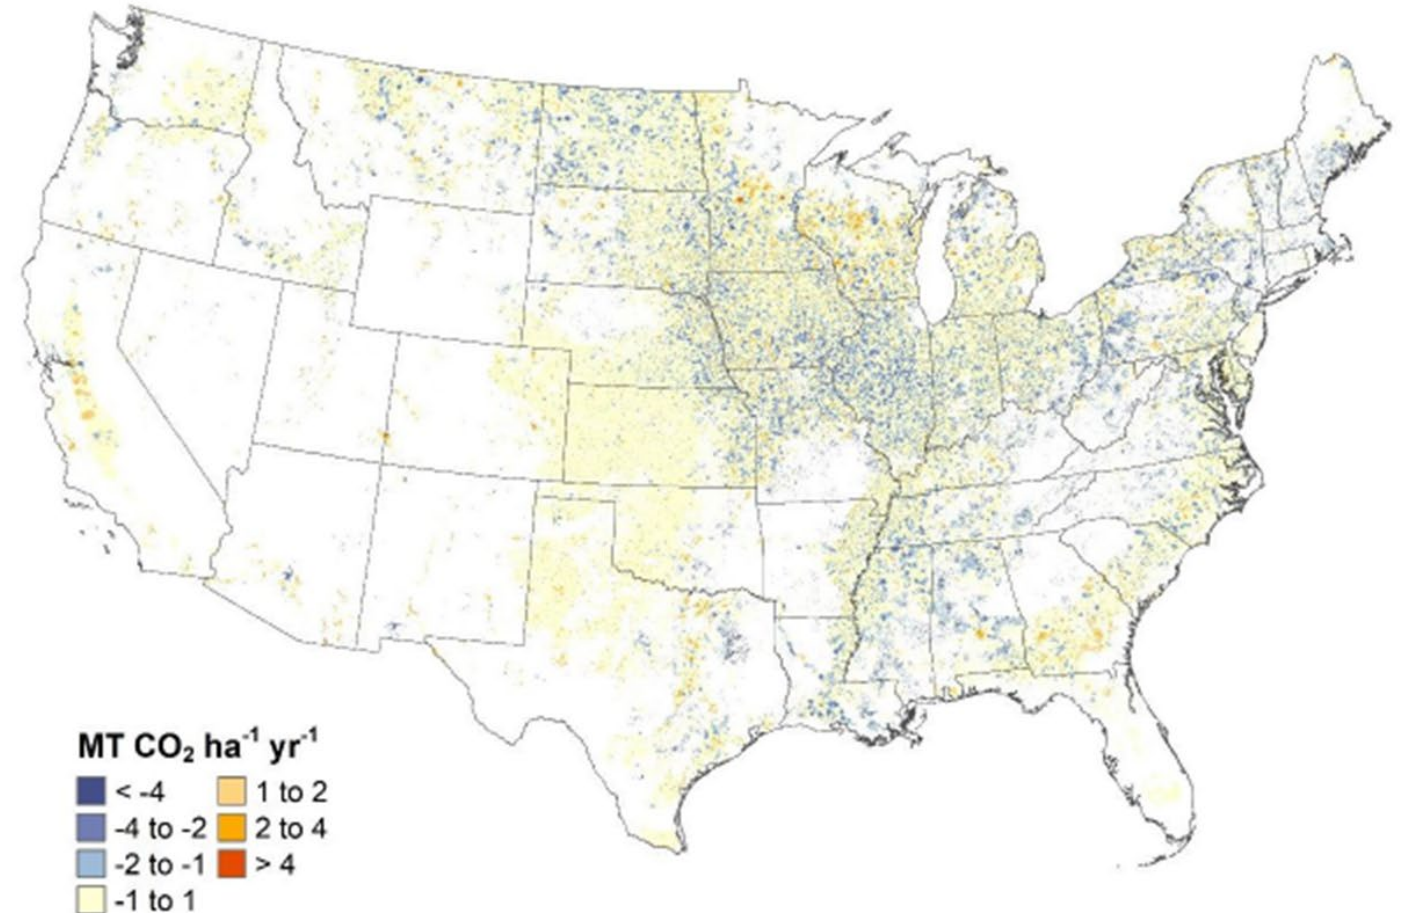 MT CO₂ ha⁻¹ yr⁻¹
< -4 1 to 2
-4 to -2 2 to 4
-2 to -1 > 4
-1 to 1